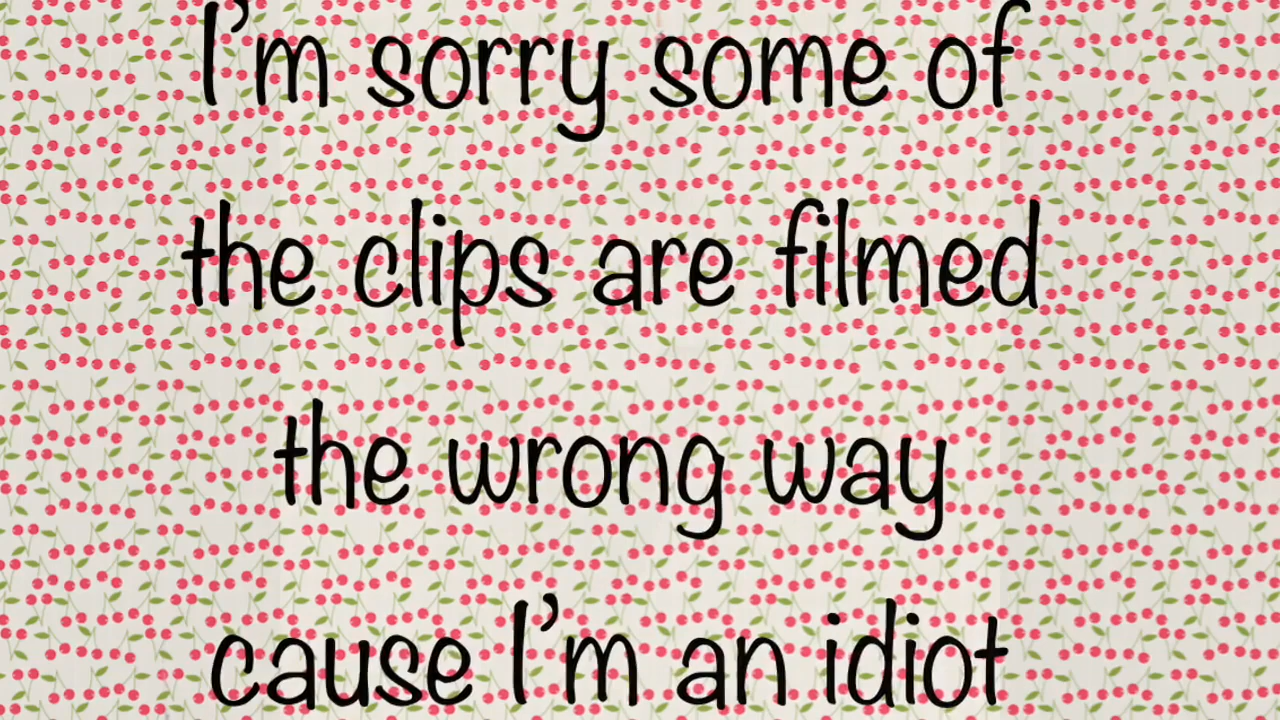 I'm sorry some of
the clips are filmed
the wrong way
cause I'm an idiot